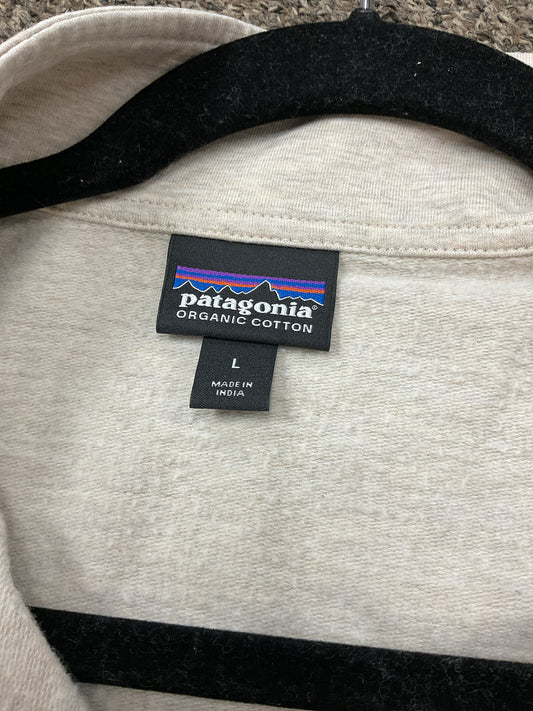 patagonia®
ORGANIC COTTON
L
MADE IN
INDIA